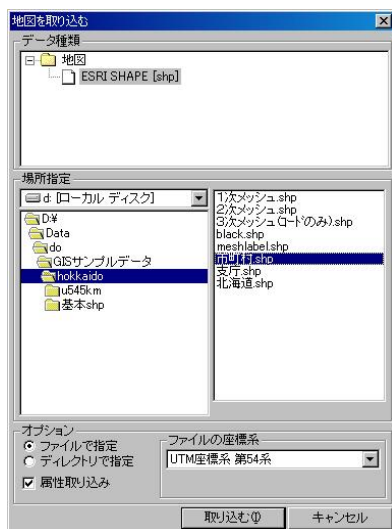 地図を取り込む
データ種類
地図
ESRI SHAPE [shp]
場所指定
d: [ローカル ディスク]
D:¥
Data
do
GISサンプルデータ
hokkaido
u545km
基本shp
1次メッシュ.shp
2次メッシュ.shp
3次メッシュ(コードのみ).shp
black.shp
meshlabel.shp
市町村.shp
支庁.shp
北海道.shp
オプション
ファイルで指定
ディレクトリで指定
属性取り込み
ファイルの座標系
UTM座標系 第54系
取り込む(I)
キャンセル